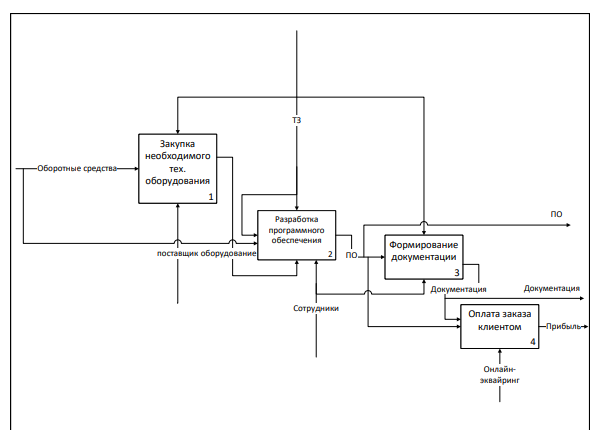 ТЗ
Закупка
необходимого
тех.
оборудования
1
Оборотные средства
ПО
Разработка
программного
обеспечения
2
поставщик оборудование
ПО
Формирование
документации
3
Документация
Документация
Сотрудники
Оплата заказа
клиентом
4
Прибыль
Онлайн-
эквайринг